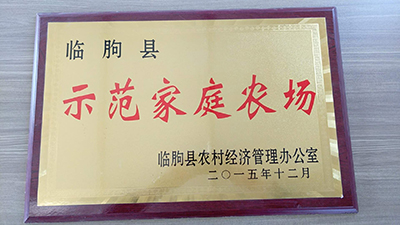 临朐县
示范家庭农场
临朐县农村经济管理办公室
二〇一五年十二月